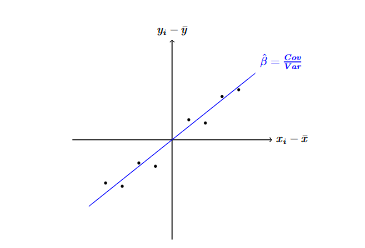 yᵢ − ȳ
β̂ = Cov/Var
xᵢ − x̄